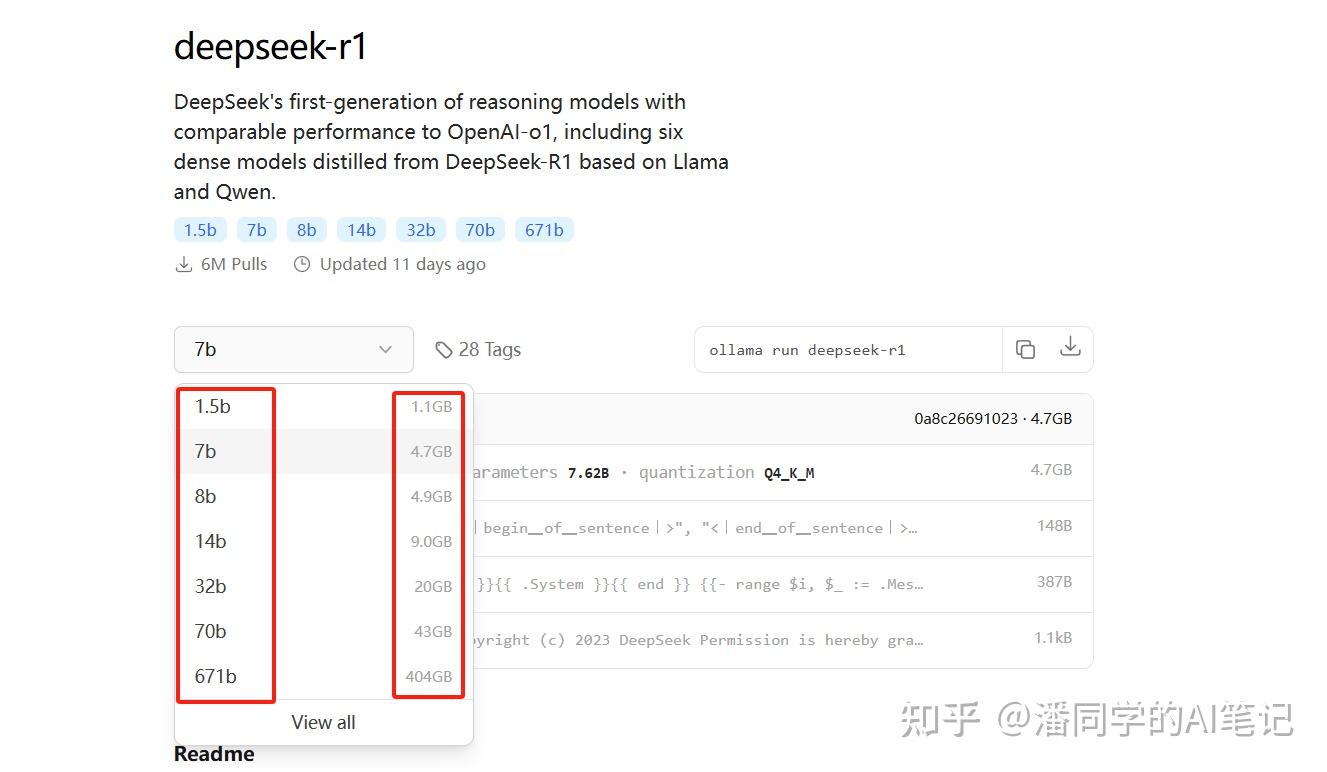 deepseek-r1
DeepSeek's first-generation of reasoning models with
comparable performance to OpenAI-o1, including six
dense models distilled from DeepSeek-R1 based on Llama
and Qwen.
1.5b 7b 8b 14b 32b 70b 671b
6M Pulls Updated 11 days ago
7b 28 Tags ollama run deepseek-r1
0a8c26691023 · 4.7GB
1.5b 1.1GB
7b 4.7GB
8b 4.9GB
14b 9.0GB
32b 20GB
70b 43GB
671b 404GB
View all
arameters 7.62B · quantization Q4_K_M 4.7GB
|begin__of__sentence|>", "<|end__of__sentence|>… 148B
}}{{ .System }}{{ end }} {{- range $i, $_ := .Mes… 387B
yright (c) 2023 DeepSeek Permission is hereby gra… 1.1kB
Readme
知乎 @潘同学的AI笔记